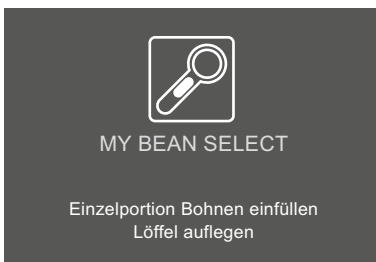 MY BEAN SELECT
Einzelportion Bohnen einfüllen
Löffel auflegen